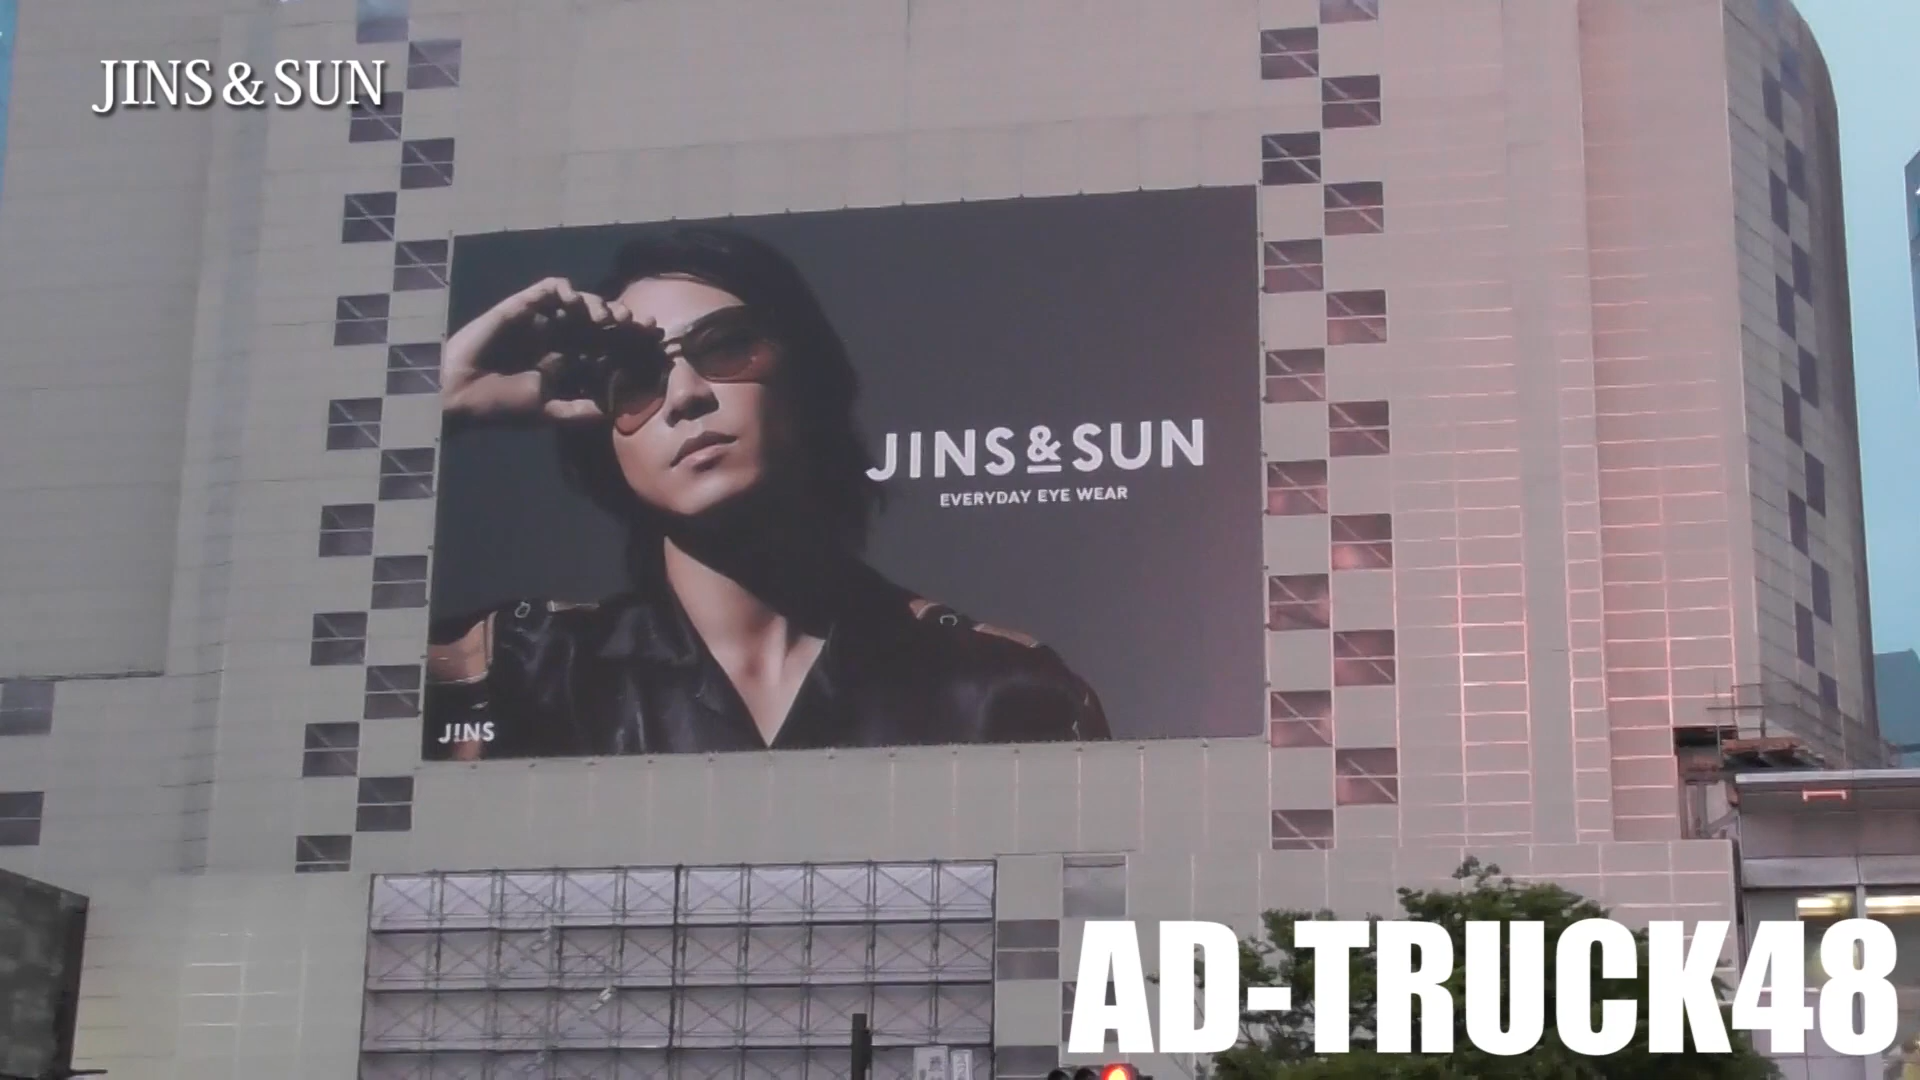 JINS & SUN
JINS & SUN
EVERYDAY EYE WEAR
JINS
AD-TRUCK48